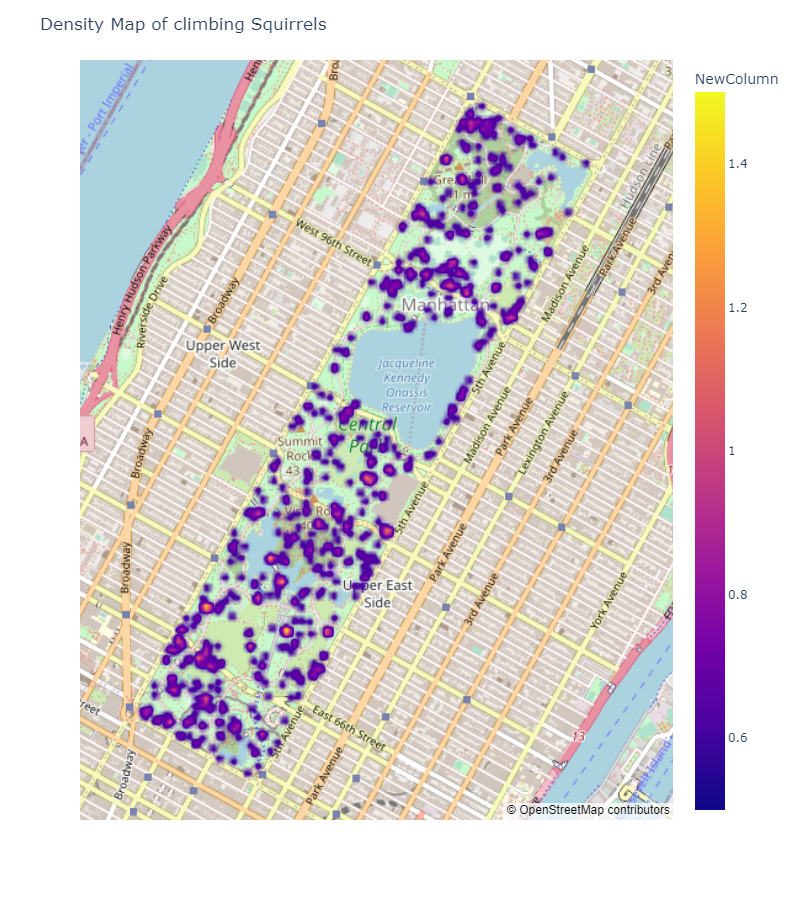 Density Map of climbing Squirrels
NewColumn
1.4
1.2
1
0.8
0.6
Port Imperial
Henry Hudson Parkway
Riverside Drive
Broadway
West 96th Street
Hudson Line
Park Avenue
Madison Avenue
3rd Aven
Manhattan
Upper West
Side
Jacqueline
Kennedy
Onassis
Reservoir
5th Avenue
Madison Avenue
Park Avenue
Lexington Avenue
3rd Avenue
Central
Summit
Rock
43
A
Broadway
5th Avenue
Park Avenue
Broadway
Upper East
Side
3rd Avenue
York Avenue
East 66th Street
5th Avenue
Park Avenue
Broadway
13
© OpenStreetMap contributors